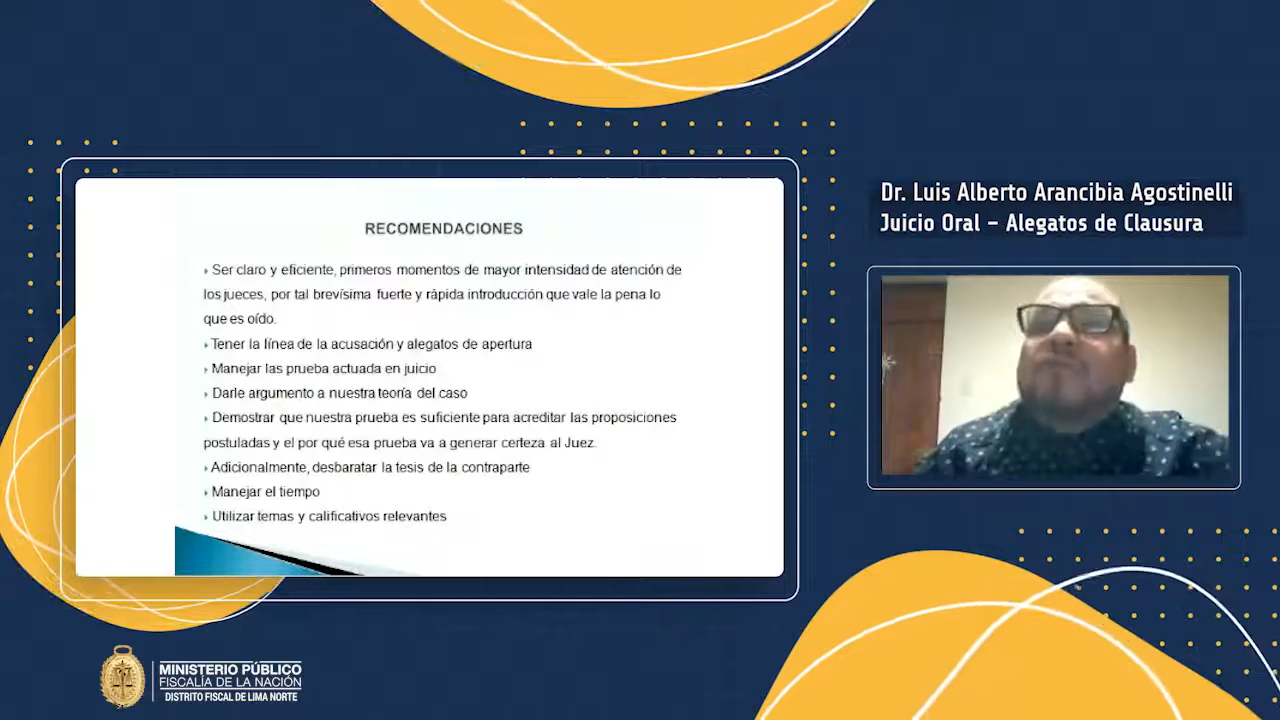 RECOMENDACIONES
Ser claro y eficiente, primeros momentos de mayor intensidad de atención de
los jueces, por tal brevísima fuerte y rápida introducción que vale la pena lo
que es oído.
Tener la línea de la acusación y alegatos de apertura
Manejar las prueba actuada en juicio
Darle argumento a nuestra teoría del caso
Demostrar que nuestra prueba es suficiente para acreditar las proposiciones
postuladas y el por qué esa prueba va a generar certeza al Juez.
Adicionalmente, desbaratar la tesis de la contraparte
Manejar el tiempo
Utilizar temas y calificativos relevantes
Dr. Luis Alberto Arancibia Agostinelli
Juicio Oral – Alegatos de Clausura
MINISTERIO PÚBLICO
FISCALÍA DE LA NACIÓN
DISTRITO FISCAL DE LIMA NORTE